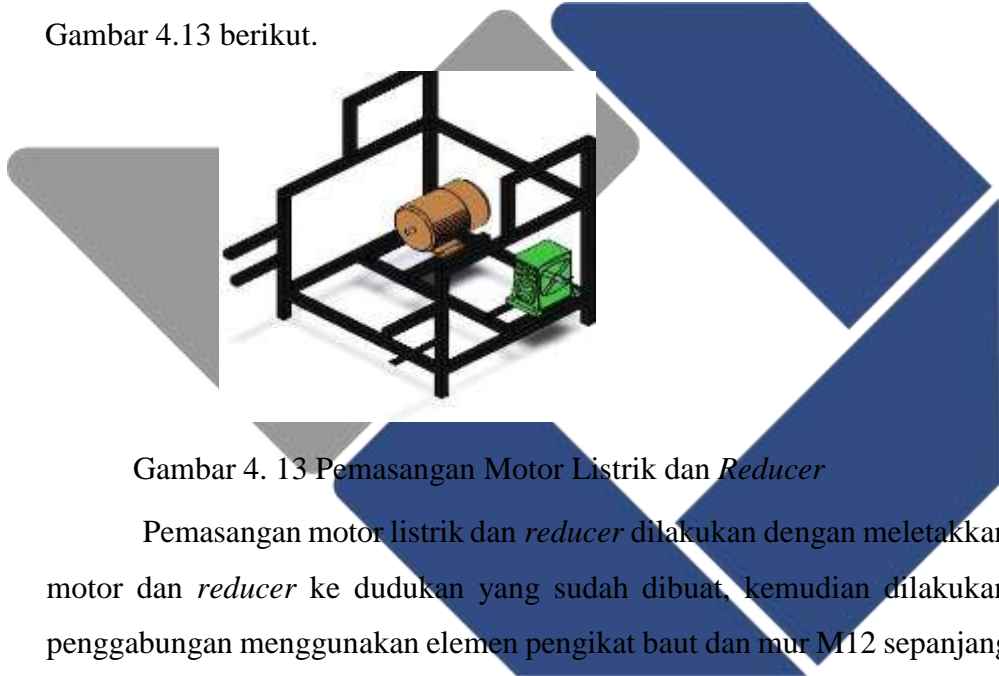 Gambar 4.13 berikut.
Gambar 4. 13 Pemasangan Motor Listrik dan Reducer
Pemasangan motor listrik dan reducer dilakukan dengan meletakkan
motor dan reducer ke dudukan yang sudah dibuat, kemudian dilakukan
penggabungan menggunakan elemen pengikat baut dan mur M12 sepanjang